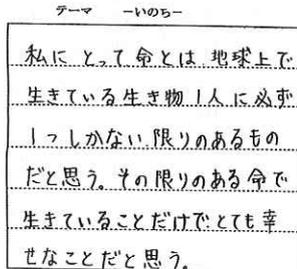 テーマ －いのち－
私にとって命とは地球上で
生きている生き物1人に必ず
1つしかない限りのあるもの
だと思う。その限りのある命で
生きていることだけでとても幸
せなことだと思う。